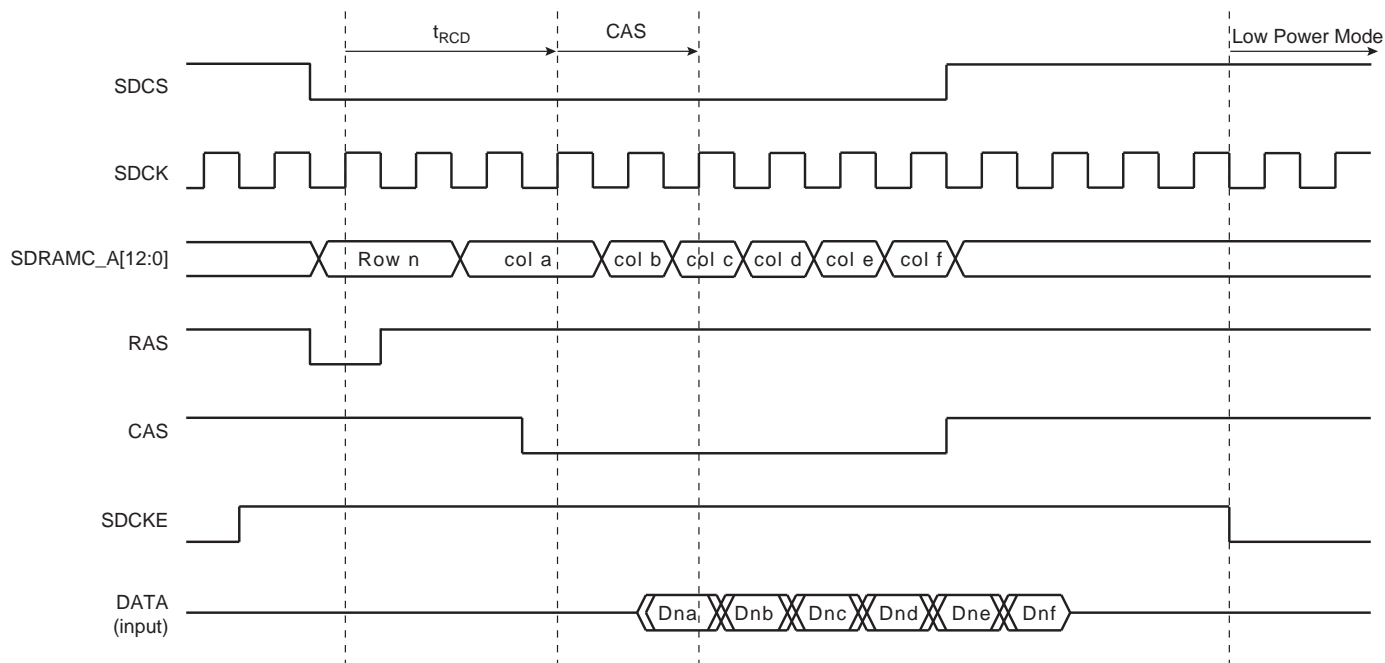 t_RCD
CAS
Low Power Mode
SDCS
SDCK
SDRAMC_A[12:0]
Row n
col a
col b
col c
col d
col e
col f
RAS
CAS
SDCKE
DATA
(input)
Dna
Dnb
Dnc
Dnd
Dne
Dnf